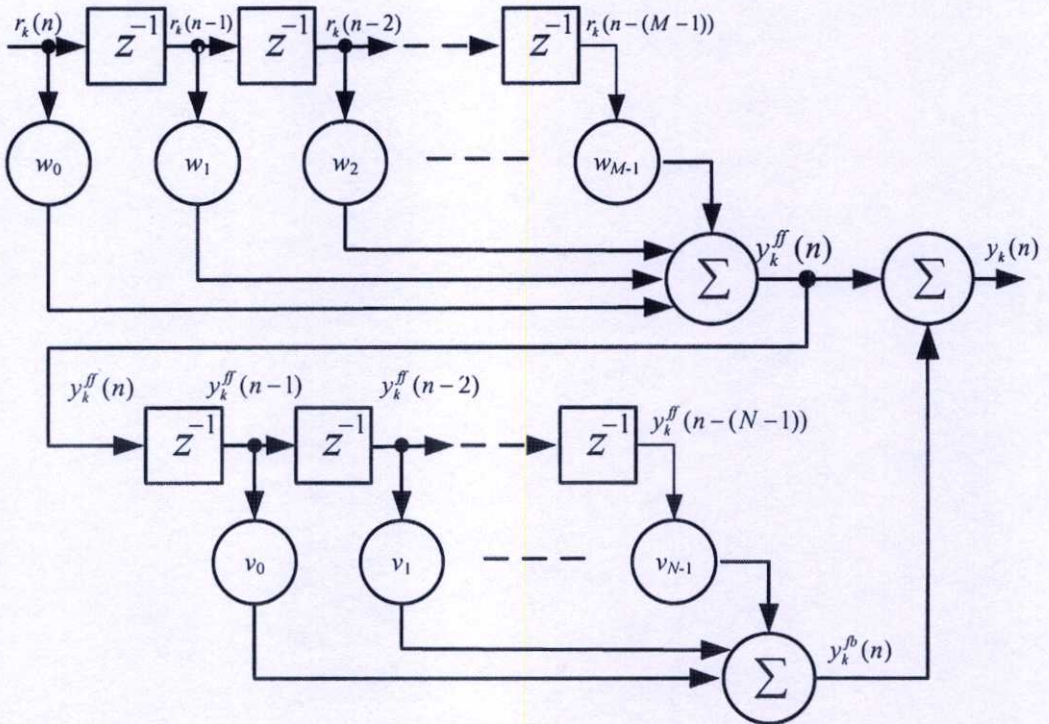 r_k(n) z^{-1} r_k(n-1) z^{-1} r_k(n-2) z^{-1} r_k(n-(M-1))
w_0 w_1 w_2 w_{M-1}
Σ y_k^{ff}(n) Σ y_k(n)
y_k^{ff}(n) z^{-1} y_k^{ff}(n-1) z^{-1} y_k^{ff}(n-2) z^{-1} y_k^{ff}(n-(N-1))
v_0 v_1 v_{N-1}
Σ y_k^{fb}(n)